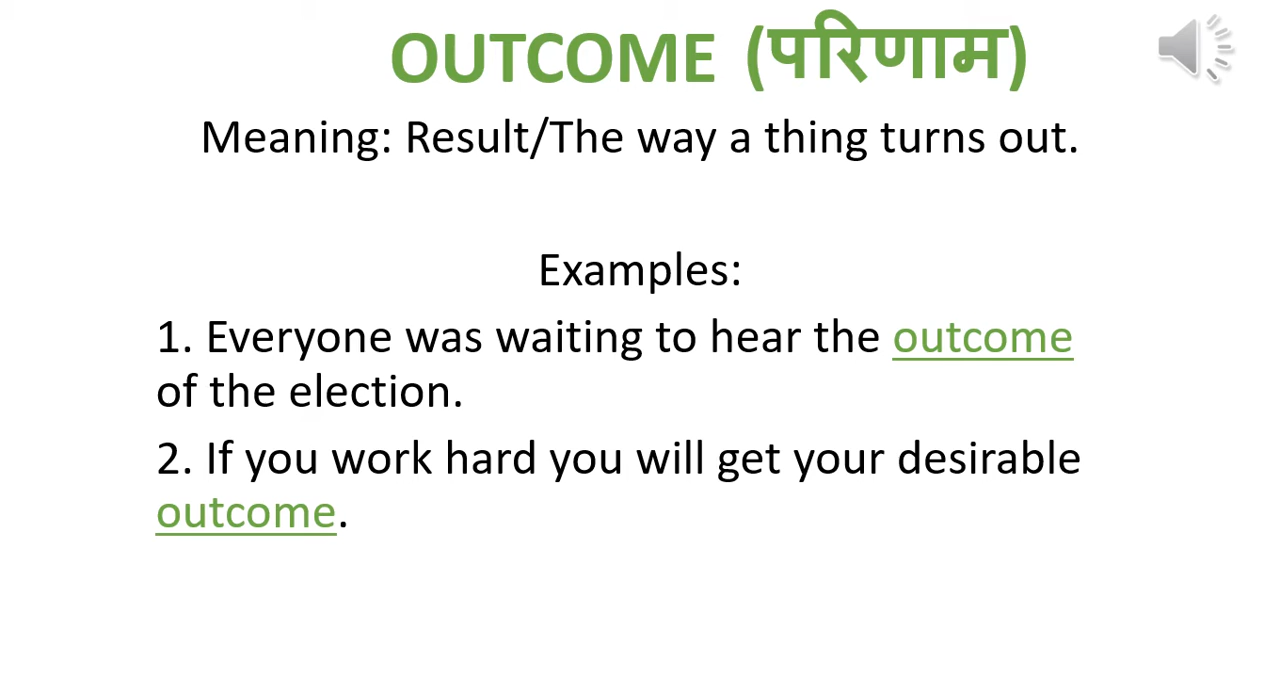 OUTCOME (परिणाम)
Meaning: Result/The way a thing turns out.
Examples:
1. Everyone was waiting to hear the outcome
of the election.
2. If you work hard you will get your desirable
outcome.